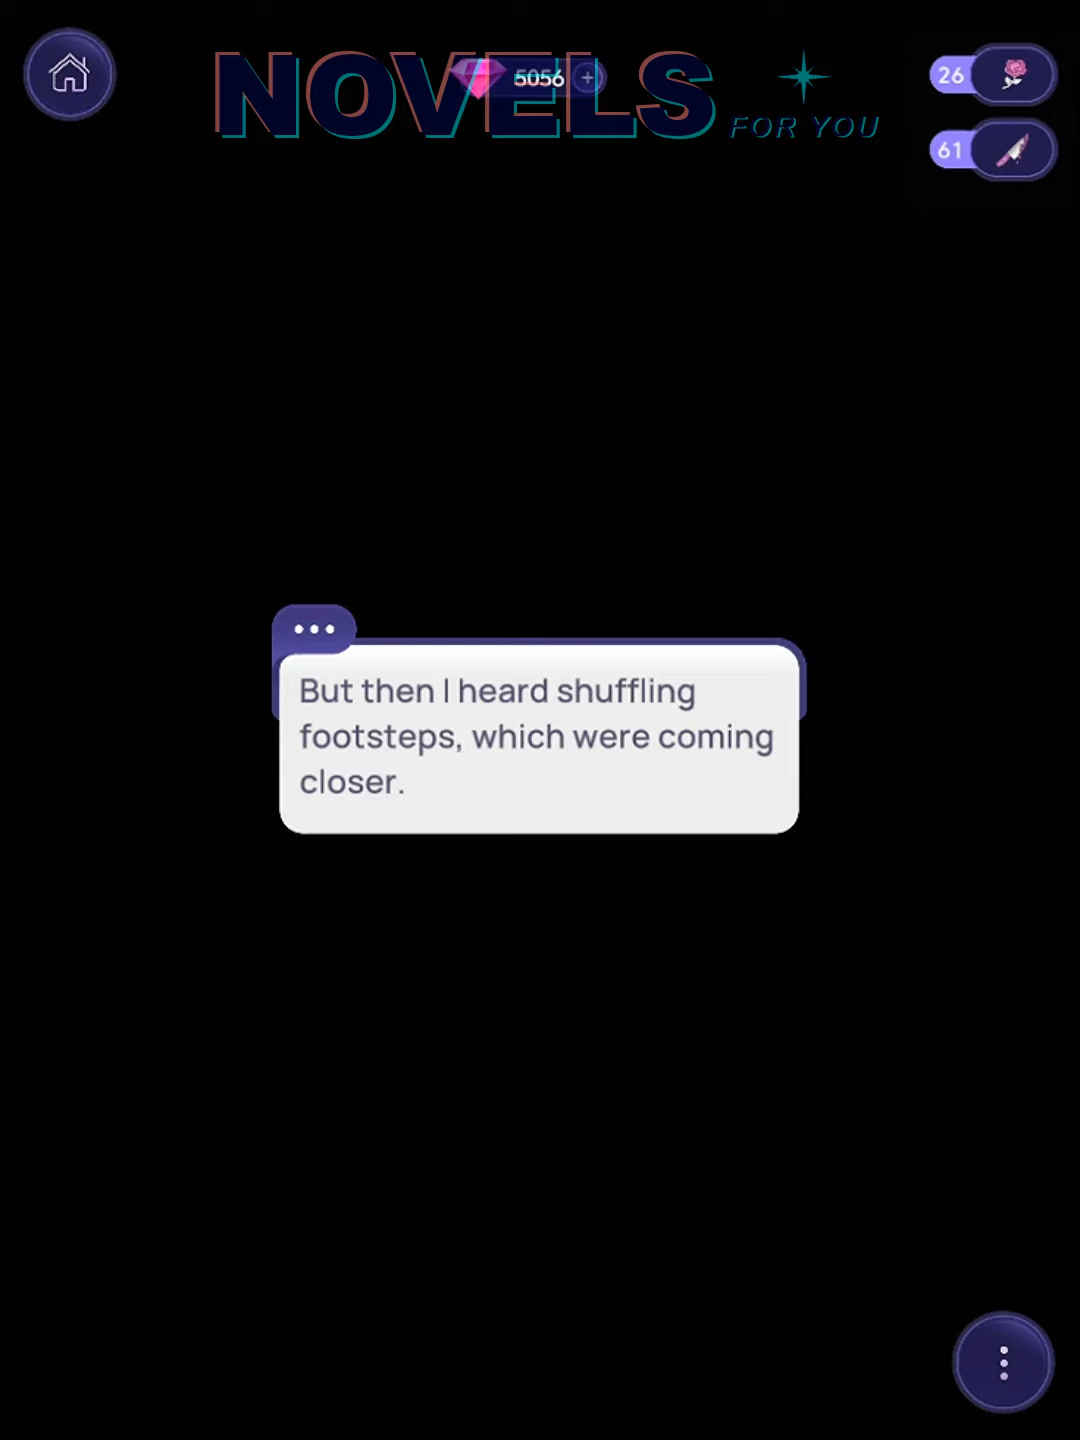 NOVELS
FOR YOU
5056
26
61
But then I heard shuffling
footsteps, which were coming
closer.